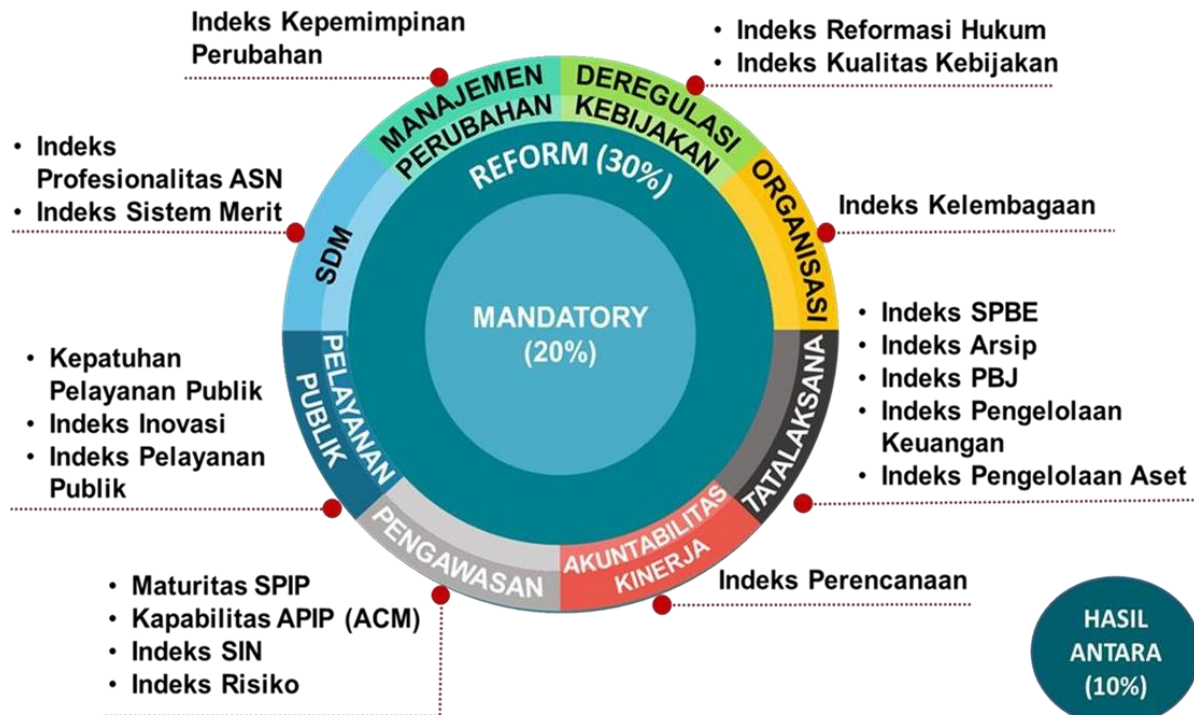 Indeks Kepemimpinan
Perubahan
• Indeks Reformasi Hukum
• Indeks Kualitas Kebijakan
MANAJEMEN
PERUBAHAN
DEREGULASI
KEBIJAKAN
• Indeks
Profesionalitas ASN
• Indeks Sistem Merit
SDM
REFORM (30%)
ORGANISASI
Indeks Kelembagaan
MANDATORY
(20%)
• Kepatuhan
Pelayanan Publik
• Indeks Inovasi
• Indeks Pelayanan
Publik
PELAYANAN
PUBLIK
TATALAKSANA
• Indeks SPBE
• Indeks Arsip
• Indeks PBJ
• Indeks Pengelolaan
Keuangan
• Indeks Pengelolaan Aset
PENGAWASAN
AKUNTABILITAS
KINERJA
Indeks Perencanaan
• Maturitas SPIP
• Kapabilitas APIP (ACM)
• Indeks SIN
• Indeks Risiko
HASIL
ANTARA
(10%)